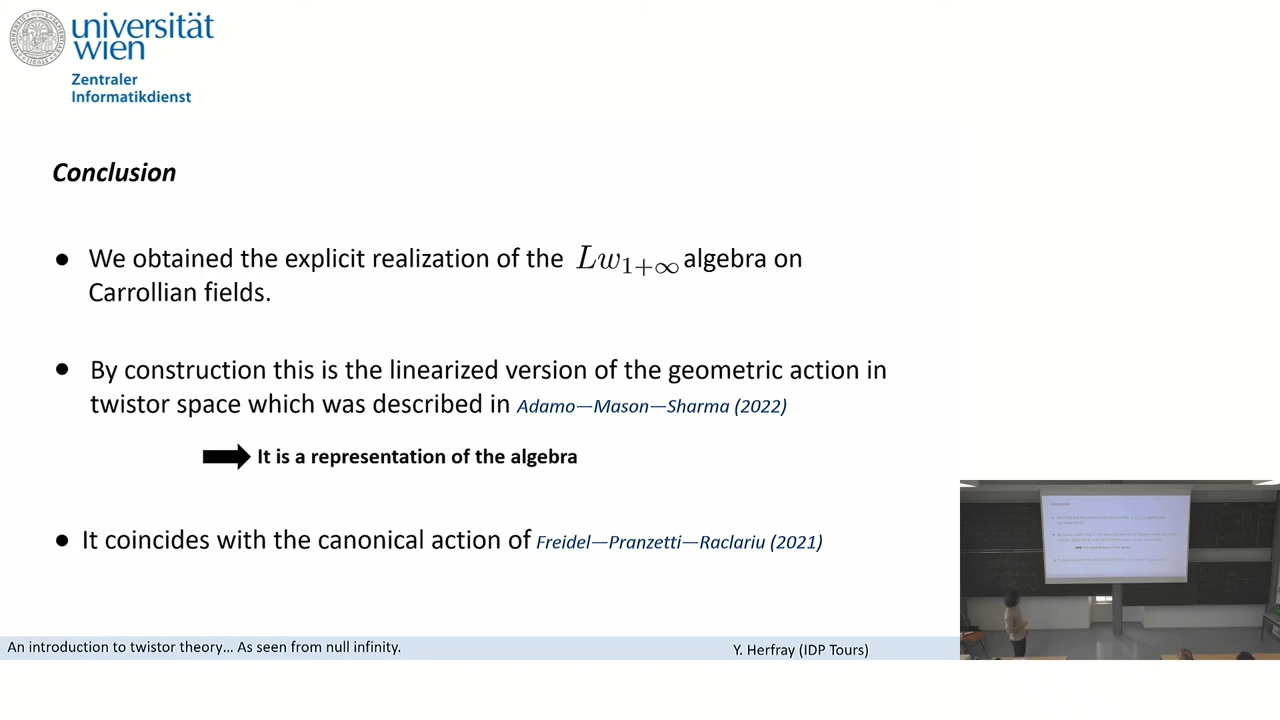 universität
wien
Zentraler
Informatikdienst
Conclusion
● We obtained the explicit realization of the Lw₁₊∞ algebra on
Carrollian fields.
● By construction this is the linearized version of the geometric action in
twistor space which was described in Adamo—Mason—Sharma (2022)
It is a representation of the algebra
● It coincides with the canonical action of Freidel—Pranzetti—Raclariu (2021)
An introduction to twistor theory… As seen from null infinity.
Y. Herfray (IDP Tours)